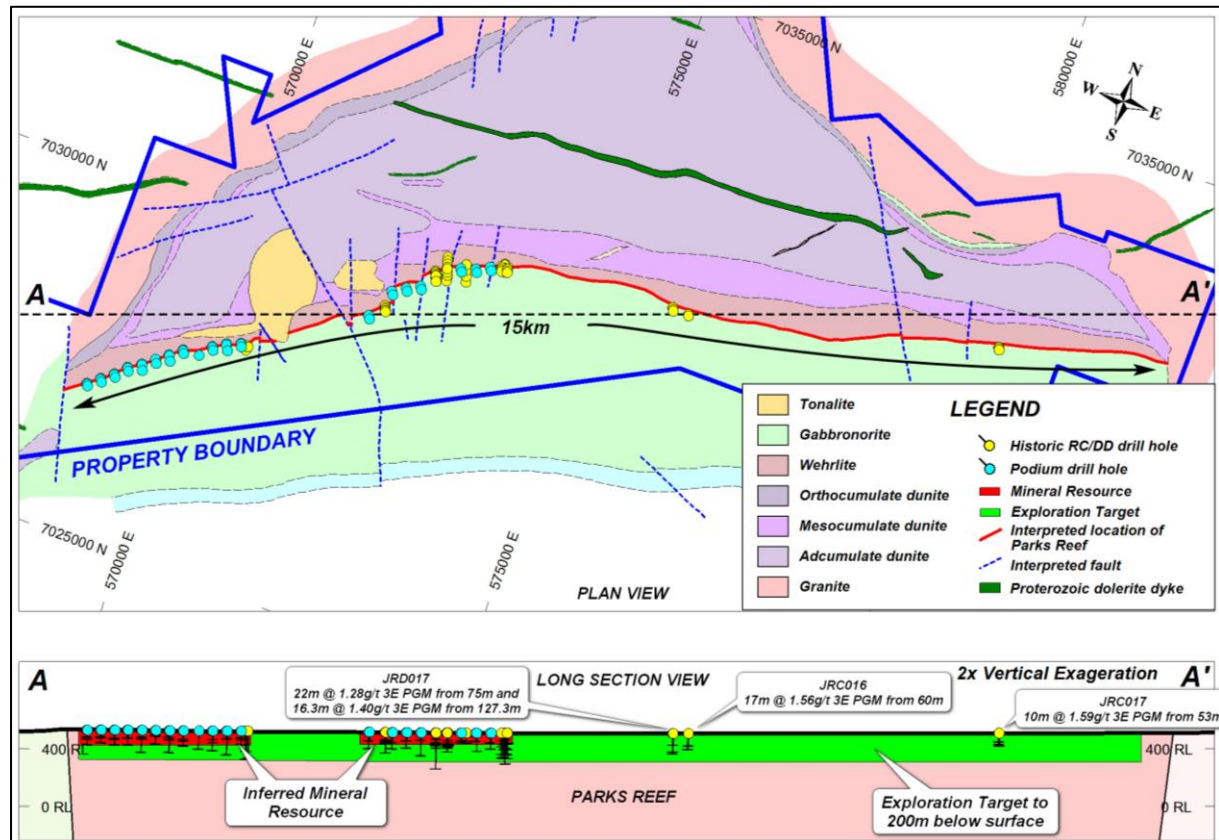 570000 E
575000 E
7035000 N
580000 E
N
W
E
S
7030000 N
7035000 N
A
A'
15km
PROPERTY BOUNDARY
7025000 N
570000 E
575000 E
PLAN VIEW
LEGEND
Tonalite
Gabbronorite
Wehrlite
Orthocumulate dunite
Mesocumulate dunite
Adcumulate dunite
Granite
Historic RC/DD drill hole
Podium drill hole
Mineral Resource
Exploration Target
Interpreted location of
Parks Reef
Interpreted fault
Proterozoic dolerite dyke
A
JRD017
22m @ 1.28g/t 3E PGM from 75m and
16.3m @ 1.40g/t 3E PGM from 127.3m
LONG SECTION VIEW
JRC016
17m @ 1.56g/t 3E PGM from 60m
2x Vertical Exageration
A'
JRC017
10m @ 1.59g/t 3E PGM from 53m
400 RL
400 RL
Inferred Mineral
Resource
0 RL
PARKS REEF
Exploration Target to
200m below surface
0 RL